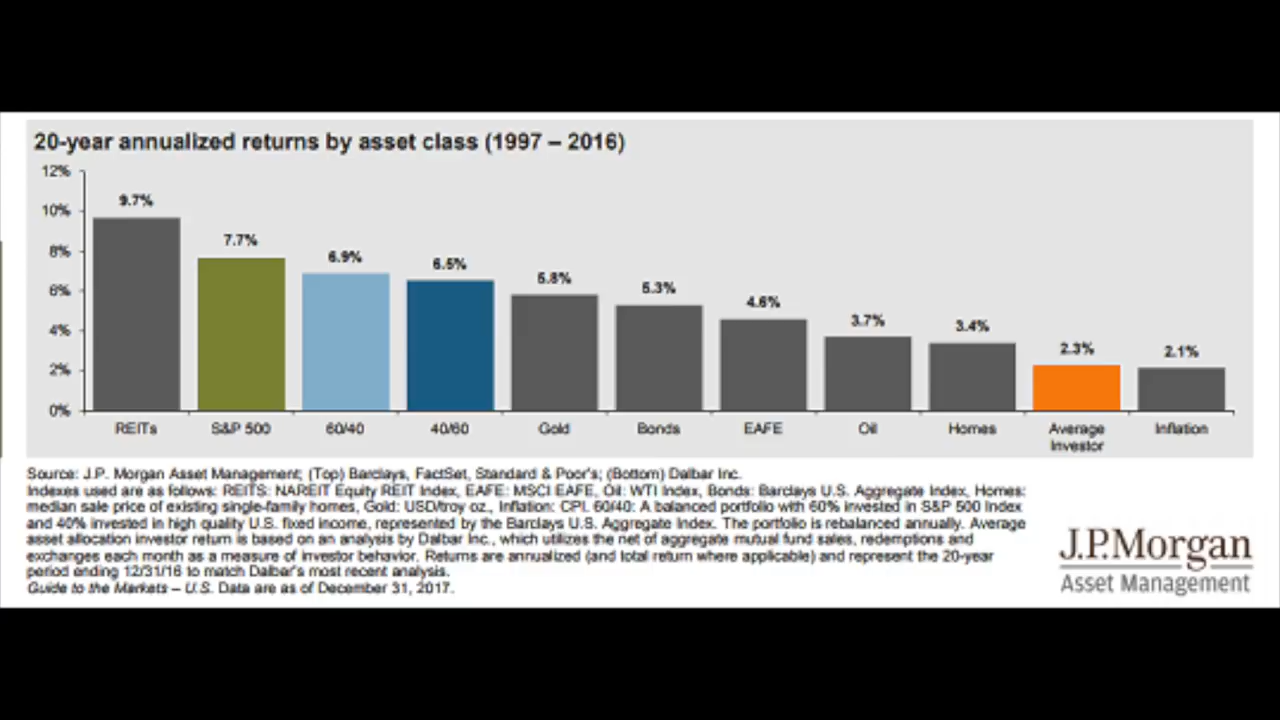 20-year annualized returns by asset class (1997 – 2016)
12%
10%
8%
6%
4%
2%
0%
9.7%
7.7%
6.9%
6.5%
5.8%
5.3%
4.6%
3.7%
3.4%
2.3%
2.1%
REITs
S&P 500
60/40
40/60
Gold
Bonds
EAFE
Oil
Homes
Average
Investor
Inflation
Source: J.P. Morgan Asset Management; (Top) Barclays, FactSet, Standard & Poor's; (Bottom) Dalbar Inc.
Indexes used are as follows: REITS: NAREIT Equity REIT Index, EAFE: MSCI EAFE, Oil: WTI Index, Bonds: Barclays U.S. Aggregate Index, Homes:
median sale price of existing single-family homes, Gold: USD/troy oz., Inflation: CPI. 60/40: A balanced portfolio with 60% invested in S&P 500 Index
and 40% invested in high quality U.S. fixed income, represented by the Barclays U.S. Aggregate Index. The portfolio is rebalanced annually. Average
asset allocation investor return is based on an analysis by Dalbar Inc., which utilizes the net of aggregate mutual fund sales, redemptions and
exchanges each month as a measure of investor behavior. Returns are annualized (and total return where applicable) and represent the 20-year
period ending 12/31/16 to match Dalbar's most recent analysis.
Guide to the Markets – U.S. Data are as of December 31, 2017.
J.P.Morgan
Asset Management